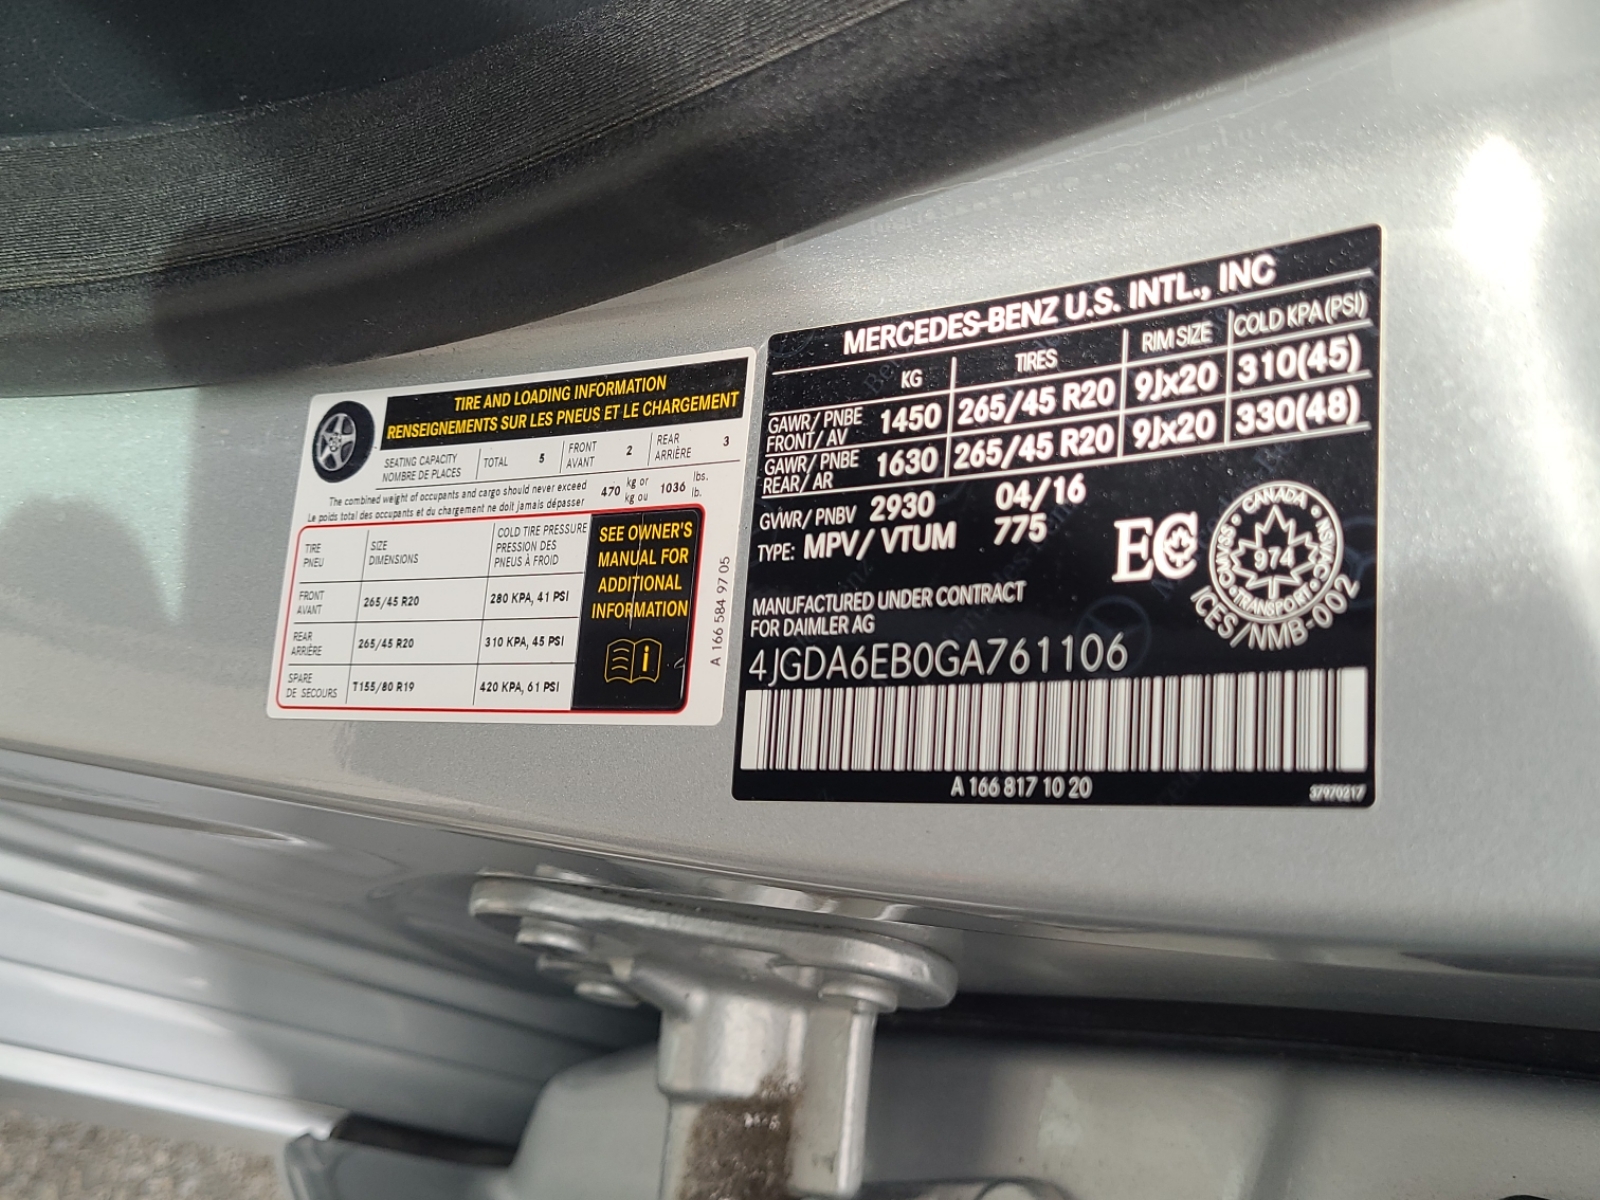 TIRE AND LOADING INFORMATION
RENSEIGNEMENTS SUR LES PNEUS ET LE CHARGEMENT
SEATING CAPACITY
NOMBRE DE PLACES
TOTAL 5
FRONT
AVANT
2
REAR
ARRIÈRE
3
The combined weight of occupants and cargo should never exceed
Le poids total des occupants et du chargement ne doit jamais dépasser
470 kg or
kg ou
1036 lbs.
lb.
TIRE
PNEU
SIZE
DIMENSIONS
COLD TIRE PRESSURE
PRESSION DES
PNEUS À FROID
FRONT
AVANT
265/45 R20
280 KPA, 41 PSI
REAR
ARRIÈRE
265/45 R20
310 KPA, 45 PSI
SPARE
DE SECOURS
T155/80 R19
420 KPA, 61 PSI
SEE OWNER'S
MANUAL FOR
ADDITIONAL
INFORMATION
A 166 584 97 05
MERCEDES-BENZ U.S. INTL., INC
KG TIRES RIM SIZE COLD KPA(PSI)
GAWR/ PNBE
FRONT/ AV
1450 265/45 R20 9Jx20 310(45)
GAWR/ PNBE
REAR/ AR
1630 265/45 R20 9Jx20 330(48)
GVWR/ PNBV 2930 04/16
TYPE: MPV/ VTUM 775
EC
CANADA
974
TRANSPORT
CMVSS
NSVAC
ICES/NMB-002
MANUFACTURED UNDER CONTRACT
FOR DAIMLER AG
4JGDA6EB0GA761106
A 166 817 10 20
37970217